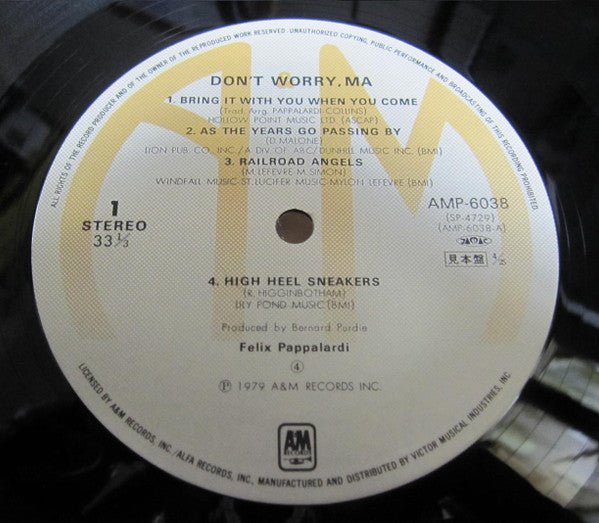 ALL RIGHTS OF THE RECORD PRODUCER AND OF THE OWNER OF THE REPRODUCED WORK RESERVED. UNAUTHORIZED COPYING, PUBLIC PERFORMANCE AND BROADCASTING OF THIS RECORD PROHIBITED.
DON'T WORRY, MA
1. BRING IT WITH YOU WHEN YOU COME
(Trad. Arrg. PAPPALARDI-COLLINS)
HOLLOW POINT MUSIC LTD. (ASCAP)
2. AS THE YEARS GO PASSING BY
(D.MALONE)
LION PUB. CO., INC./A DIV. OF ABC/DUNHILL MUSIC INC. (BMI)
3. RAILROAD ANGELS
(M.LEFEVRE-M.SIMON)
WINDFALL MUSIC-ST. LUCIFER MUSIC-MYLON LEFEVRE (BMI)
1
STEREO
33 1/3
AMP-6038
(SP-4729)
(AMP-6038-A)
見本盤
4. HIGH HEEL SNEAKERS
(R. HIGGINBOTHAM)
LILY POND MUSIC(BMI)
Produced by Bernard Purdie
Felix Pappalardi
④
Ⓟ 1979 A&M RECORDS INC.
A&M
RECORDS
LICENSED BY A&M RECORDS, INC. /ALFA RECORDS, INC., MANUFACTURED AND DISTRIBUTED BY VICTOR MUSICAL INDUSTRIES, INC.